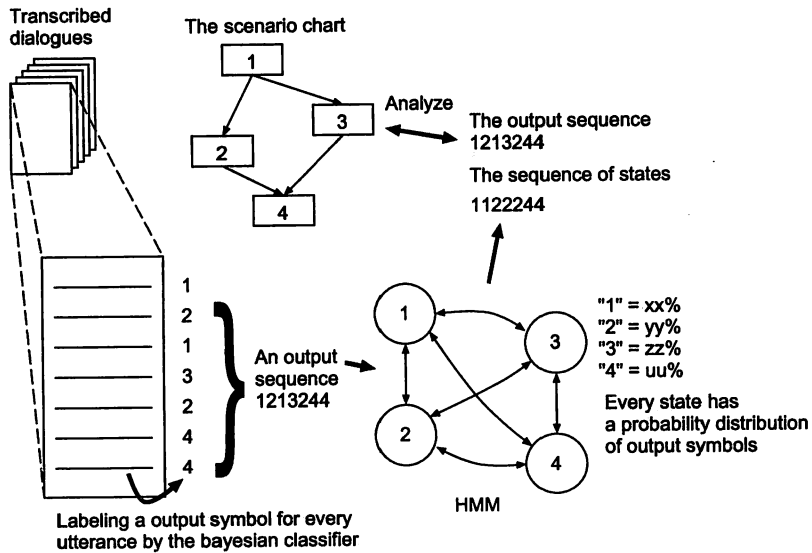 Transcribed
dialogues
The scenario chart
1
2
3
4
Analyze
The output sequence
1213244
The sequence of states
1122244
1
2
1
3
2
4
4
An output
sequence
1213244
Labeling a output symbol for every
utterance by the bayesian classifier
1
2
3
4
HMM
"1" = xx%
"2" = yy%
"3" = zz%
"4" = uu%
Every state has
a probability distribution
of output symbols